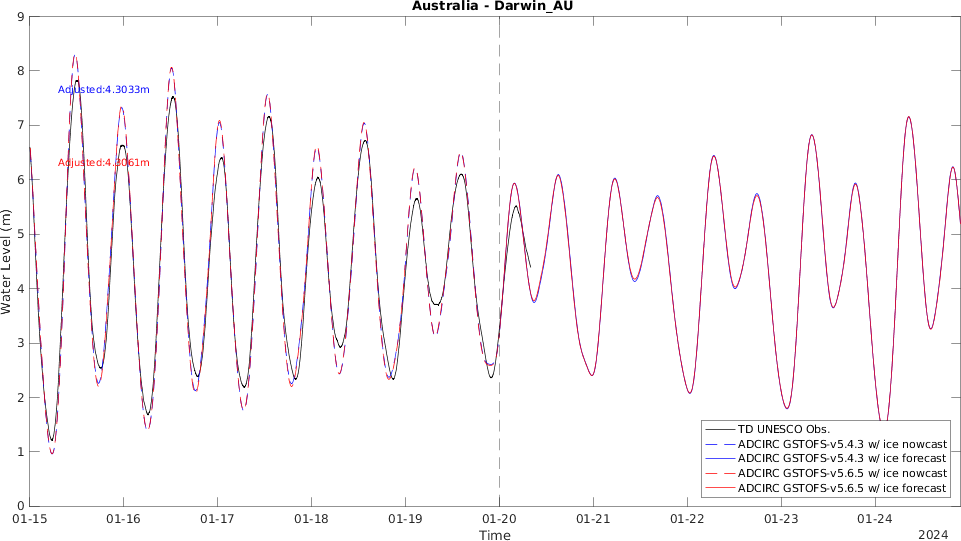 Australia - Darwin_AU
9
8
7
6
5
4
3
2
1
0
Water Level (m)
Adjusted:4.3033m
Adjusted:4.3061m
TD UNESCO Obs.
ADCIRC GSTOFS-v5.4.3 w/ ice nowcast
ADCIRC GSTOFS-v5.4.3 w/ ice forecast
ADCIRC GSTOFS-v5.6.5 w/ ice nowcast
ADCIRC GSTOFS-v5.6.5 w/ ice forecast
01-15 01-16 01-17 01-18 01-19 01-20 01-21 01-22 01-23 01-24
Time
2024